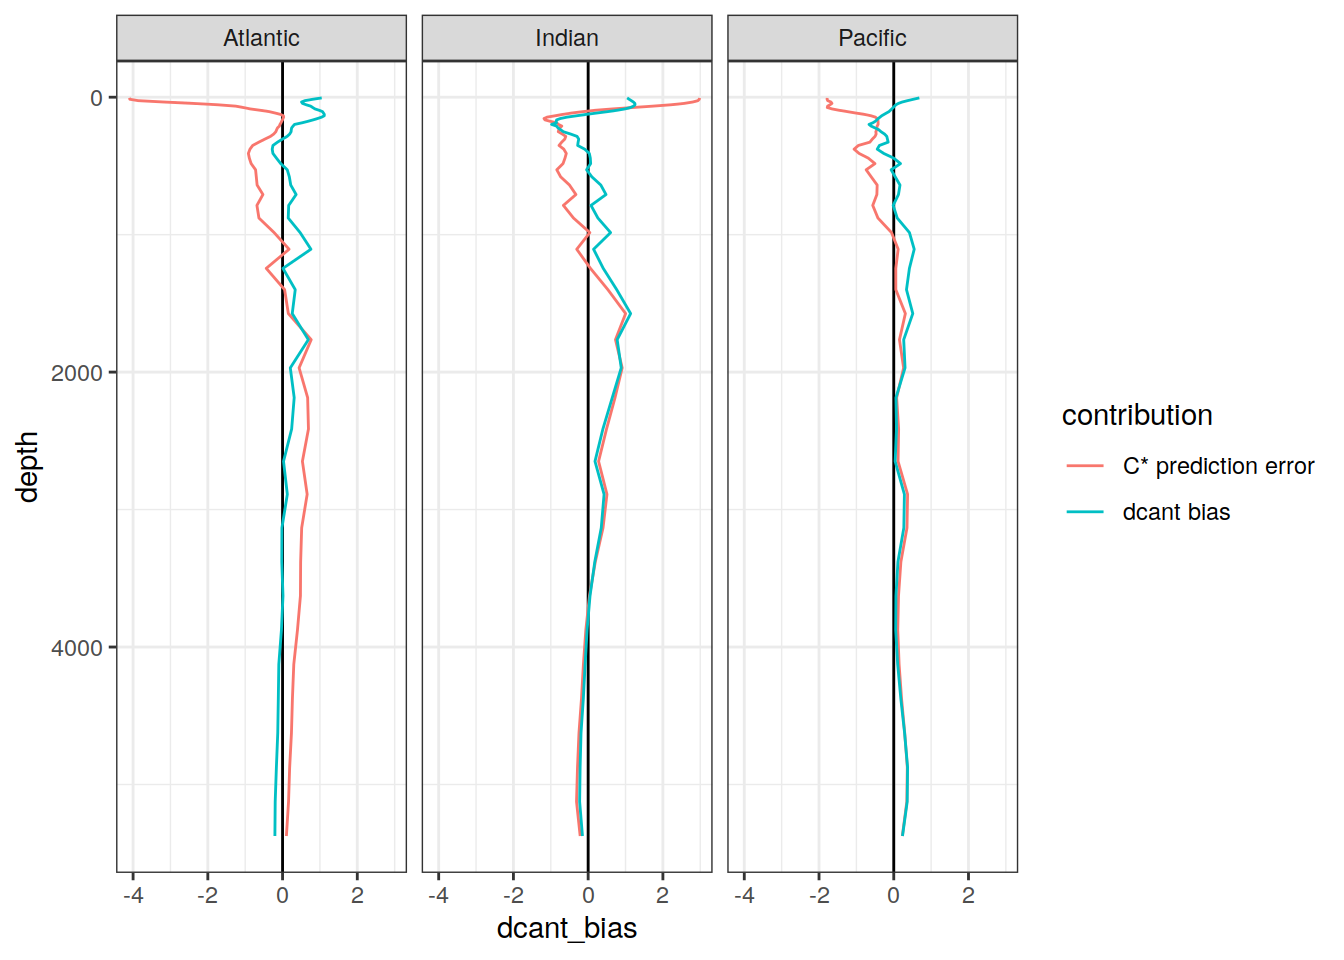 Atlantic
Indian
Pacific
0
2000
4000
depth
-4 -2 0 2
-4 -2 0 2
-4 -2 0 2
dcant_bias
contribution
C* prediction error
dcant bias